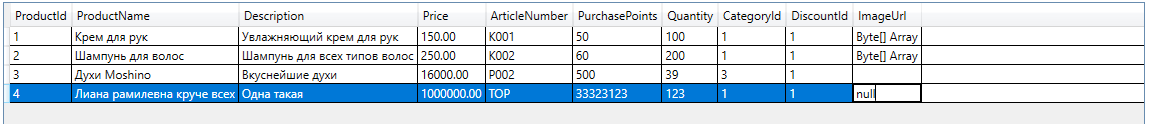 ProductId ProductName Description Price ArticleNumber PurchasePoints Quantity CategoryId DiscountId ImageUrl
1 Крем для рук Увлажняющий крем для рук 150.00 K001 50 100 1 1 Byte[] Array
2 Шампунь для волос Шампунь для всех типов волос 250.00 K002 60 200 1 1 Byte[] Array
3 Духи Moshino Вкуснейшие духи 16000.00 P002 500 39 3 1
4 Лиана рамилевна круче всех Одна такая 1000000.00 TOP 33323123 123 1 1 null